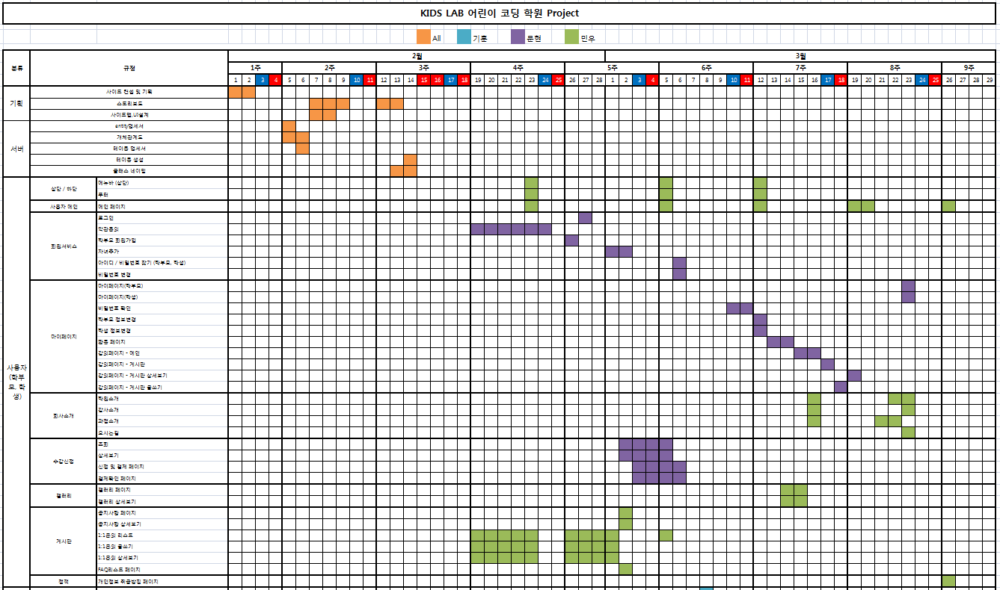 KIDS LAB 어린이 코딩 학원 Project
All 기훈 문현 민우
분류 규정 2월 3월
1주 2주 3주 4주 5주 6주 7주 8주 9주
1 2 3 4 5 6 7 8 9 10 11 12 13 14 15 16 17 18 19 20 21 22 23 24 25 26 27 28 1 2 3 4 5 6 7 8 9 10 11 12 13 14 15 16 17 18 19 20 21 22 23 24 25 26 27 28 29
기획
사이트 컨셉 및 기획
스토리보드
사이트맵,UI설계
서버
entity명세서
개체관계도
테이블 명세서
테이블 생성
클래스 네이밍
사용자
(학부
모, 학
생)
상단 / 하단
메뉴바 (상단)
푸터
사용자 메인
메인 페이지
회원서비스
로그인
약관동의
학부모 회원가입
자녀추가
아이디 / 비밀번호 찾기 (학부모, 학생)
비밀번호 변경
마이페이지
마이페이지(학부모)
마이페이지(학생)
비밀번호 확인
학부모 정보변경
학생 정보변경
환불 페이지
강의페이지 - 메인
강의페이지 - 게시판
강의페이지 - 게시판 상세보기
강의페이지 - 게시판 글쓰기
회사소개
학원소개
강사소개
과정소개
오시는길
수강신청
조회
상세보기
신청 및 결제 페이지
결제확인 페이지
갤러리
갤러리 페이지
갤러리 상세보기
게시판
공지사항 페이지
공지사항 상세보기
1:1문의 리스트
1:1문의 글쓰기
1:1문의 상세보기
FAQ리스트 페이지
정책
개인정보 취급방침 페이지